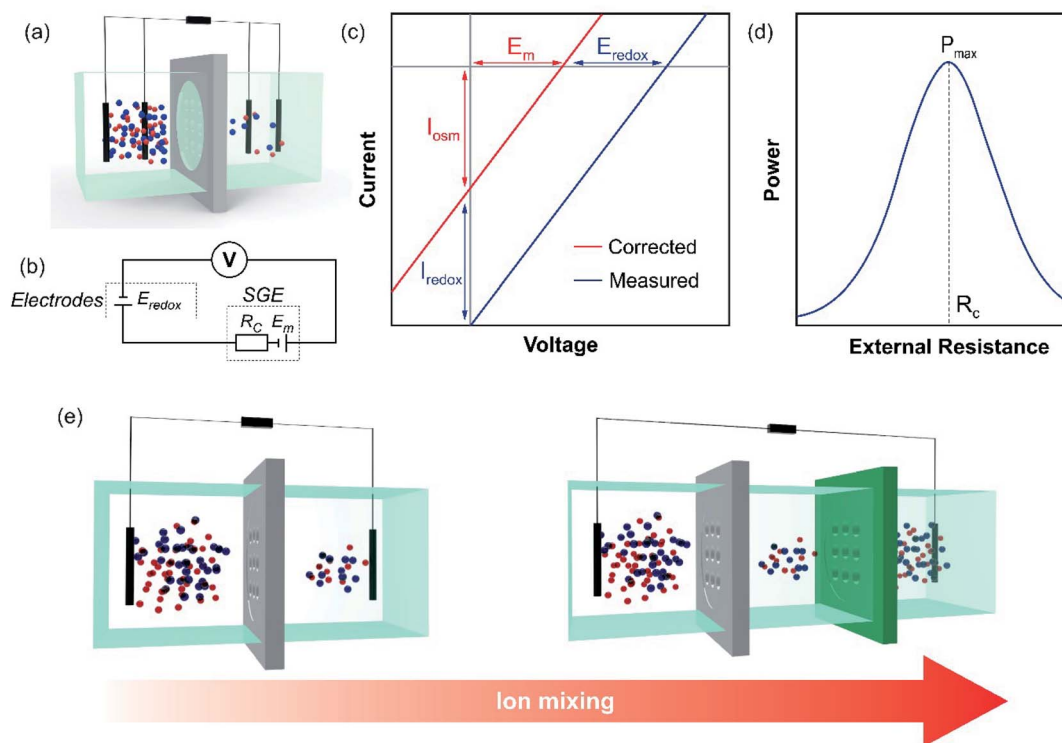 (a)
(b)
V
Electrodes
E_redox
SGE
R_C E_m
(c)
E_m E_redox
I_osm
I_redox
Current
Corrected
Measured
Voltage
(d)
P_max
Power
R_c
External Resistance
(e)
Ion mixing